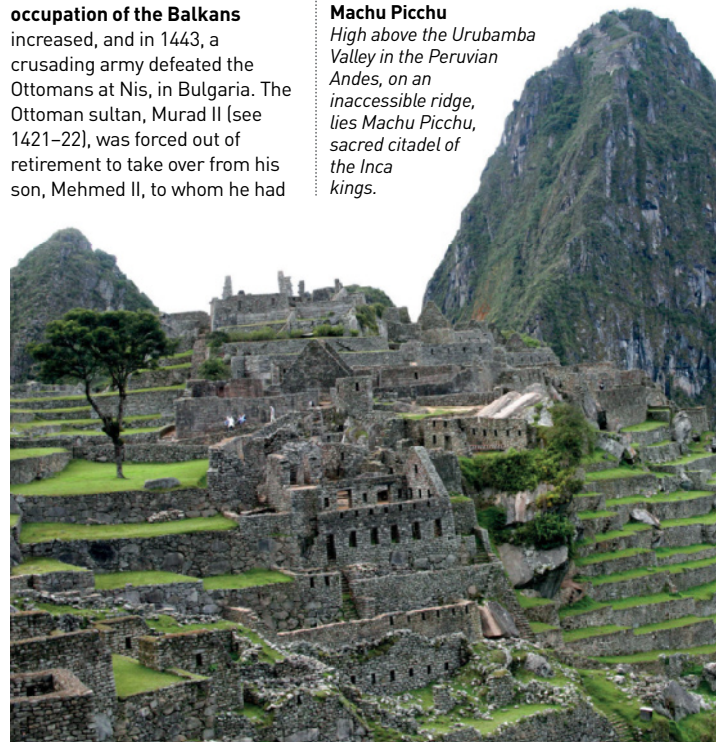 occupation of the Balkans
increased, and in 1443, a
crusading army defeated the
Ottomans at Nis, in Bulgaria. The
Ottoman sultan, Murad II (see
1421–22), was forced out of
retirement to take over from his
son, Mehmed II, to whom he had
Machu Picchu
High above the Urubamba
Valley in the Peruvian
Andes, on an
inaccessible ridge,
lies Machu Picchu,
sacred citadel of
the Inca
kings.